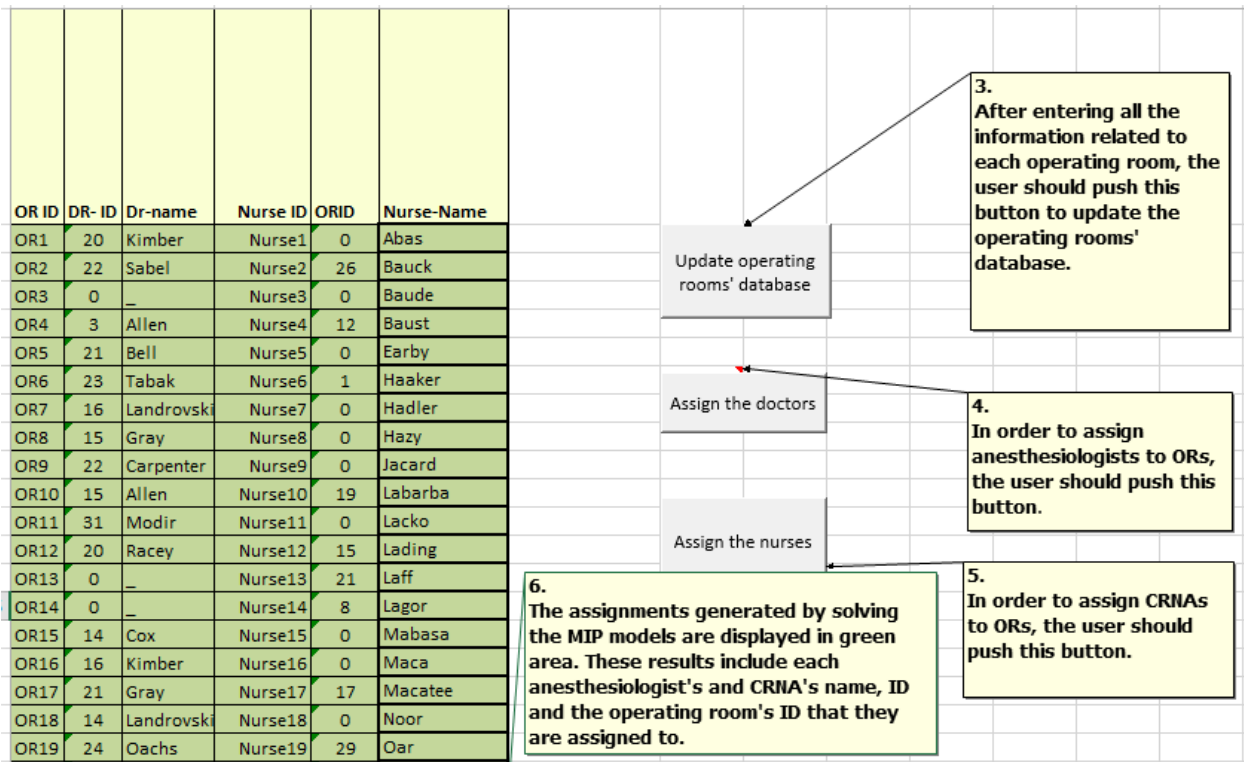 OR ID DR- ID Dr-name Nurse ID ORID Nurse-Name
OR1 20 Kimber Nurse1 0 Abas
OR2 22 Sabel Nurse2 26 Bauck
OR3 0 _ Nurse3 0 Baude
OR4 3 Allen Nurse4 12 Baust
OR5 21 Bell Nurse5 0 Earby
OR6 23 Tabak Nurse6 1 Haaker
OR7 16 Landrovski Nurse7 0 Hadler
OR8 15 Gray Nurse8 0 Hazy
OR9 22 Carpenter Nurse9 0 Jacard
OR10 15 Allen Nurse10 19 Labarba
OR11 31 Modir Nurse11 0 Lacko
OR12 20 Racey Nurse12 15 Lading
OR13 0 _ Nurse13 21 Laff
OR14 0 _ Nurse14 8 Lagor
OR15 14 Cox Nurse15 0 Mabasa
OR16 16 Kimber Nurse16 0 Maca
OR17 21 Gray Nurse17 17 Macatee
OR18 14 Landrovski Nurse18 0 Noor
OR19 24 Oachs Nurse19 29 Oar
Update operating
rooms' database
Assign the doctors
Assign the nurses
3.
After entering all the
information related to
each operating room, the
user should push this
button to update the
operating rooms'
database.
4.
In order to assign
anesthesiologists to ORs,
the user should push this
button.
5.
In order to assign CRNAs
to ORs, the user should
push this button.
6.
The assignments generated by solving
the MIP models are displayed in green
area. These results include each
anesthesiologist's and CRNA's name, ID
and the operating room's ID that they
are assigned to.